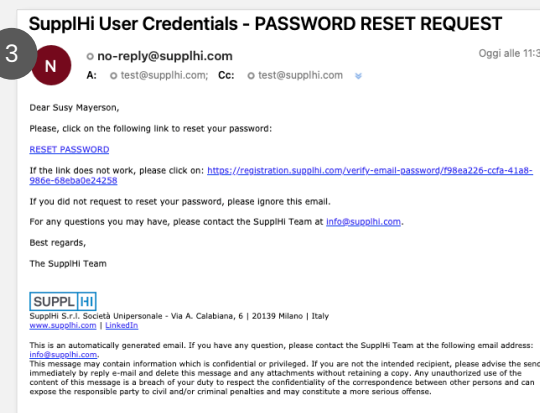 SupplHi User Credentials - PASSWORD RESET REQUEST
3
N
no-reply@supplhi.com
Oggi alle 11:3
A: test@supplhi.com; Cc: test@supplhi.com
Dear Susy Mayerson,
Please, click on the following link to reset your password:
RESET PASSWORD
If the link does not work, please click on: https://registration.supplhi.com/verify-email-password/f98ea226-ccfa-41a8-
986e-68eba0e24258
If you did not request to reset your password, please ignore this email.
For any questions you may have, please contact the SupplHi Team at info@supplhi.com.
Best regards,
The SupplHi Team
SUPPL HI
SupplHi S.r.l. Società Unipersonale - Via A. Calabiana, 6 | 20139 Milano | Italy
www.supplhi.com | LinkedIn
This is an automatically generated email. If you have any question, please contact the SupplHi Team at the following email address:
info@supplhi.com.
This message may contain information which is confidential or privileged. If you are not the intended recipient, please advise the send
immediately by reply e-mail and delete this message and any attachments without retaining a copy. Any unauthorized use of the
content of this message is a breach of your duty to respect the confidentiality of the correspondence between other persons and can
expose the responsible party to civil and/or criminal penalties and may constitute a more serious offense.